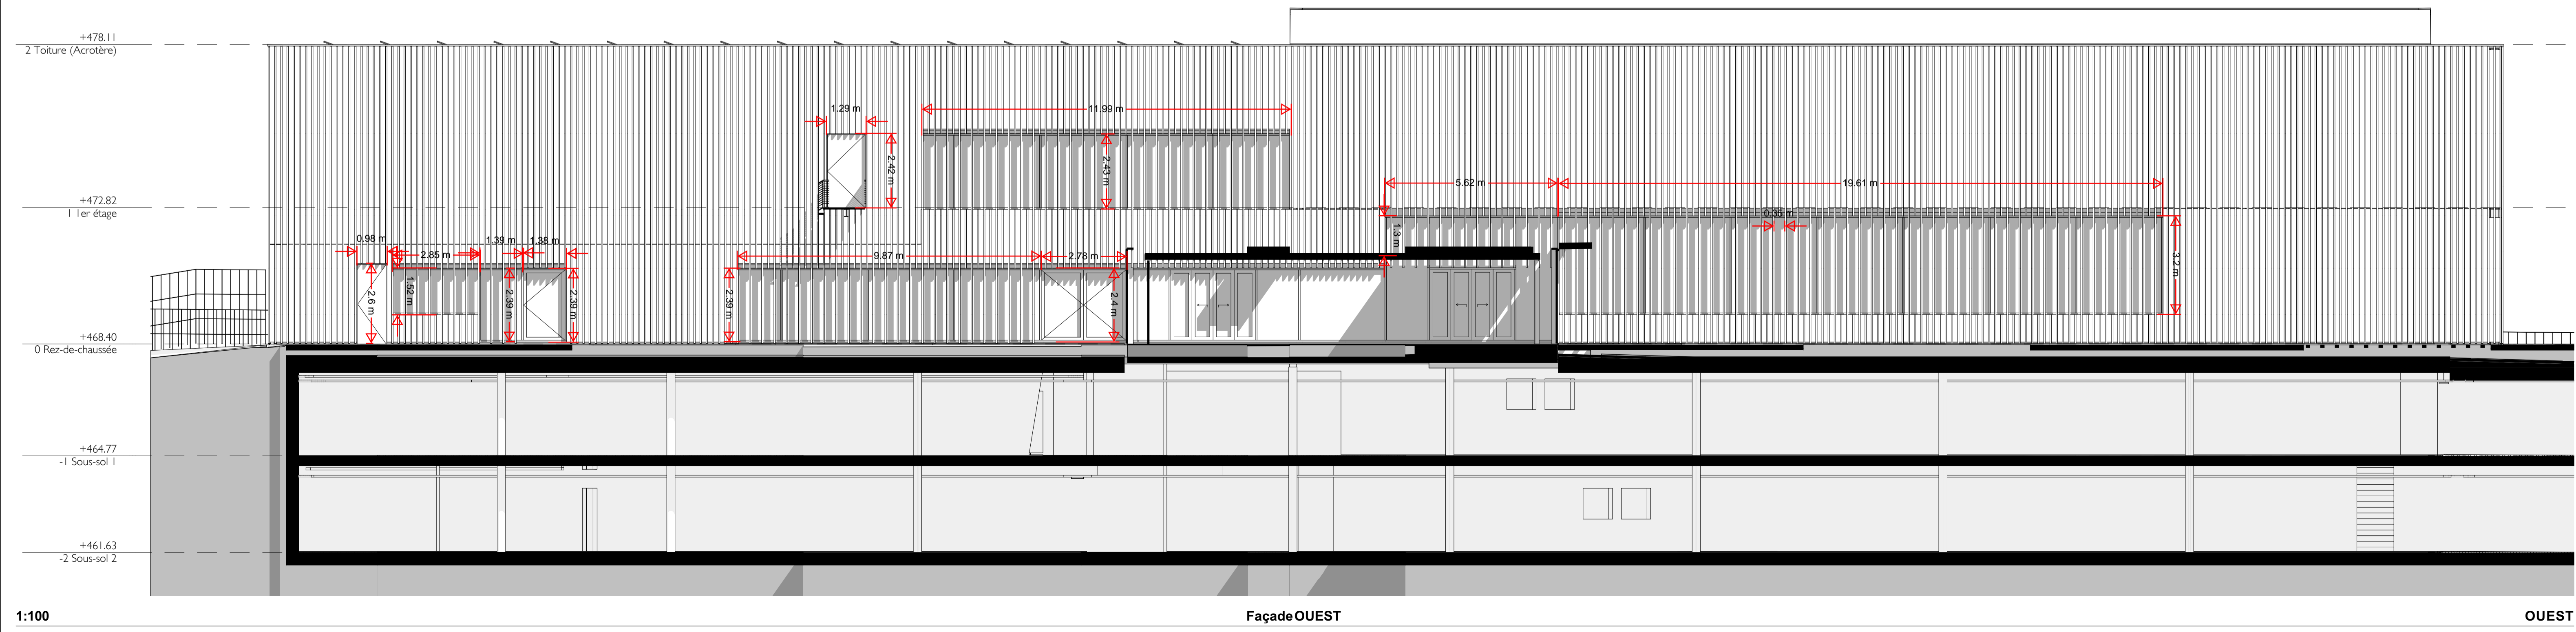 +478.11
2 Toiture (Acrotère)
1.29 m
11.99 m
2.42 m
2.43 m
+472.82
1 1er étage
5.62 m
19.61 m
0.35 m
1.3 m
3.2 m
0.98 m
2.85 m
1.39 m
1.38 m
9.87 m
2.78 m
2.6 m
1.52 m
2.39 m
2.39 m
2.39 m
2.4 m
+468.40
0 Rez-de-chaussée
+464.77
-1 Sous-sol 1
+461.63
-2 Sous-sol 2
1:100
Façade OUEST
OUEST